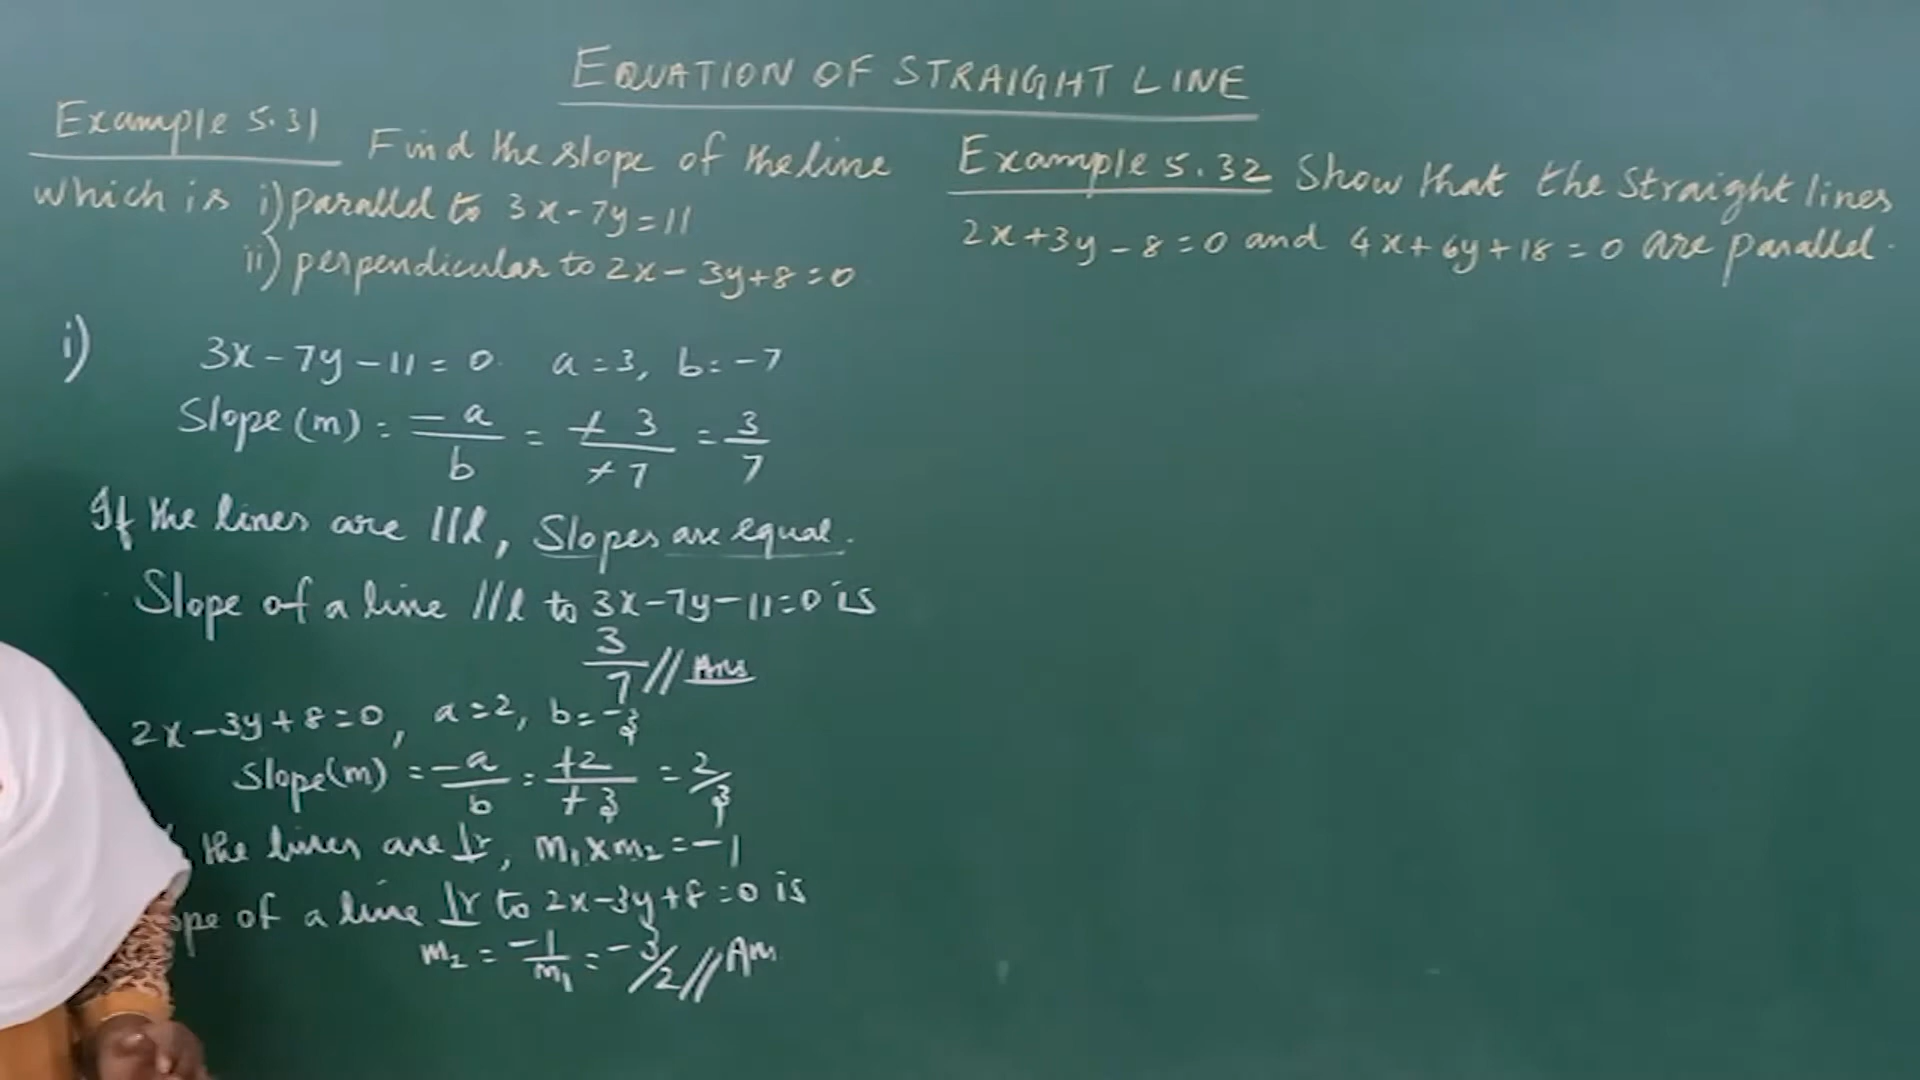 EQUATION OF STRAIGHT LINE
Example 5.31 Find the slope of the line
which is i) parallel to 3x-7y=11
ii) perpendicular to 2x-3y+8=0
i) 3x-7y-11=0. a=3, b=-7
Slope(m) = -a/b = -3/-7 = 3/7
If the lines are ||l, Slopes are equal.
Slope of a line ||l to 3x-7y-11=0 is
3/7 // Ans
2x-3y+8=0, a=2, b=-3
Slope(m) = -a/b = -2/-3 = 2/3
the lines are ⊥r, m₁×m₂=-1
of a line ⊥r to 2x-3y+8=0 is
m₂ = -1/m₁ = -3/2 // Ans
Example 5.32 Show that the Straight lines
2x+3y-8=0 and 4x+6y+18=0 are parallel.